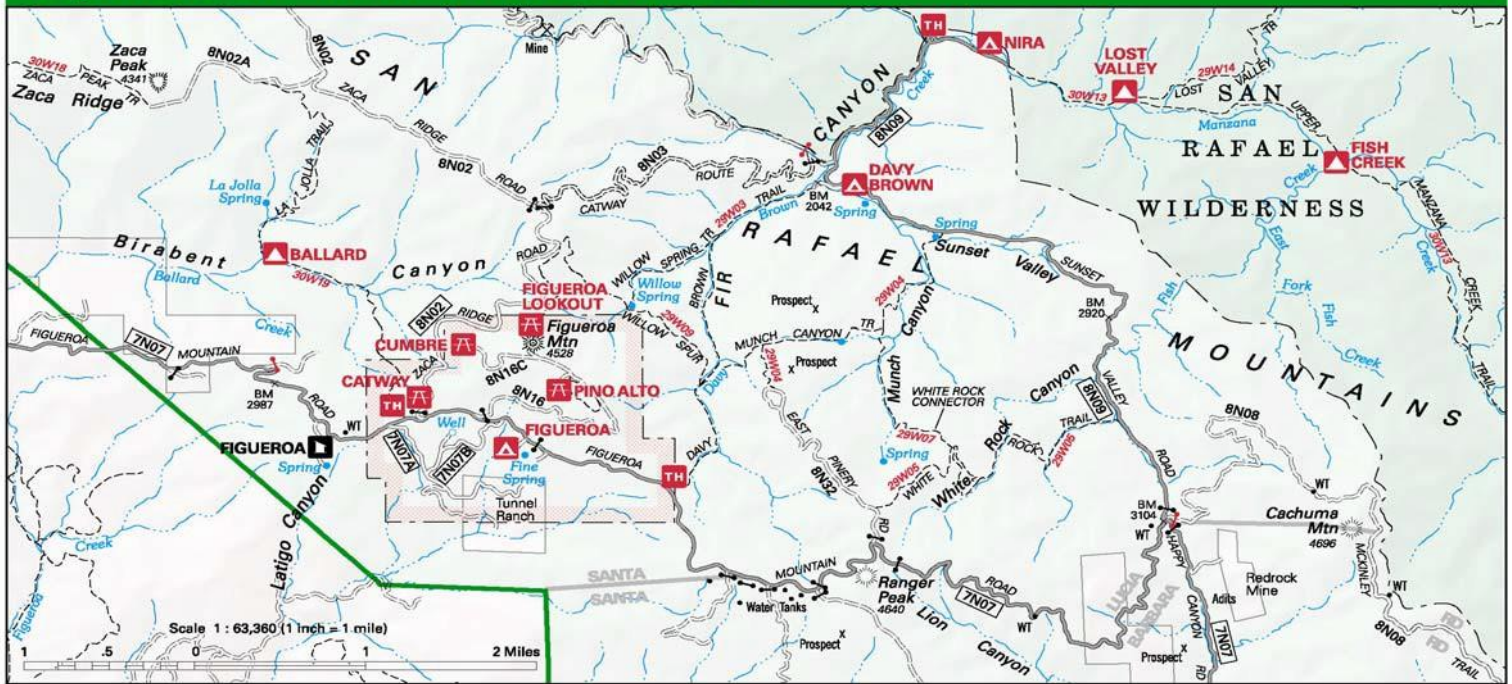 TH
NIRA
8N02
SAN
Mine
Zaca
Peak
4341
30W18
ZACA
PEAK
TR
8N02A
Zaca Ridge
LOST
VALLEY
29W14
LOST
VALLEY
TR
SAN
30W13
Manzana
UPPER
CANYON
Creek
8N09
ZACA
RIDGE
8N02
ROAD
8N03
ROUTE
CATWAY
LA
JOLLA
TRAIL
La Jolla
Spring
RAFAEL
FISH
CREEK
Creek
DAVY
BROWN
BM
2042
Spring
29W03
TRAIL
Brown
WILDERNESS
MANZANA
30W13
Creek
CREEK
TRAIL
Birabent
Canyon
BALLARD
Ballard
30W19
Creek
ROAD
WILLOW
SPRING
TR
Willow
Spring
RAFAEL
Spring
Sunset
Valley
SUNSET
East
Fork
Fish
Creek
Fish
FIGUEROA
LOOKOUT
8N02
RIDGE
Figueroa
Mtn
4528
29W09
WILLOW
SPUR
BROWN
FIR
Prospect
29W04
Canyon
BM
2920
FIGUEROA
7N07
MOUNTAIN
CUMBRE
ZACA
8N16C
MUNCH
CANYON
TR
Prospect
29W04
Munch
MOUNTAINS
CATWAY
TH
PINO ALTO
8N16
Davy
BM
2987
ROAD
WT
WHITE ROCK
CONNECTOR
Canyon
VALLEY
8N09
8N08
FIGUEROA
Spring
Well
7N07A
7N07B
FIGUEROA
Fine
Spring
FIGUEROA
DAVY
TH
EAST
PINERY
8N32
29W07
Spring
29W05
WHITE
White
Rock
ROCK
TRAIL
29W05
ROAD
Tunnel
Ranch
WT
Cachuma
Mtn
4696
BM
3104
WT
Latigo Canyon
Creek
Figueroa
RD
MOUNTAIN
SANTA
SANTA
Water Tanks
Ranger
Peak
4640
ROAD
7N07
LUCIA
BARBARA
HAPPY
CANYON
RD
Adits
Redrock
Mine
MCKINLEY
WT
Lion
Canyon
WT
Prospect
Prospect
7N07
8N08
RD
RD
TRAIL
Scale 1 : 63,360 (1 inch = 1 mile)
1 .5 0 1 2 Miles